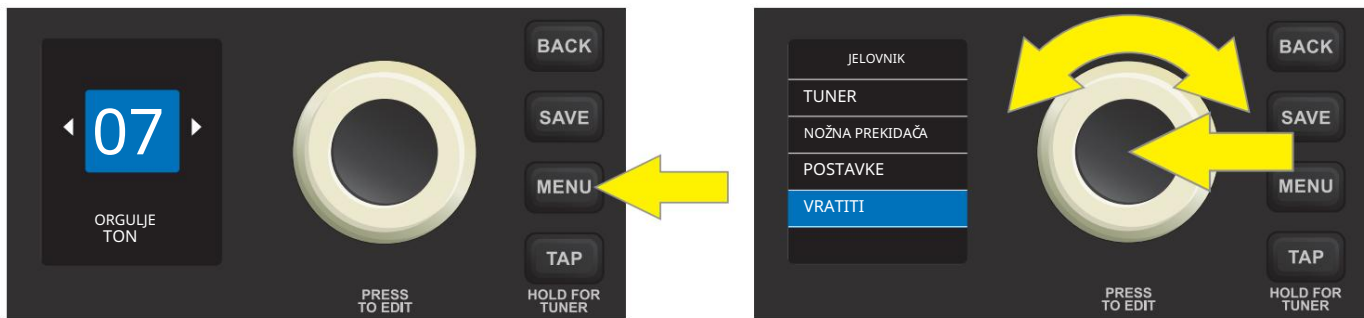 07
ORGULJE
TON
BACK
SAVE
MENU
TAP
PRESS
TO EDIT
HOLD FOR
TUNER
JELOVNIK
TUNER
NOŽNA PREKIDAČA
POSTAVKE
VRATITI
BACK
SAVE
MENU
TAP
PRESS
TO EDIT
HOLD FOR
TUNER